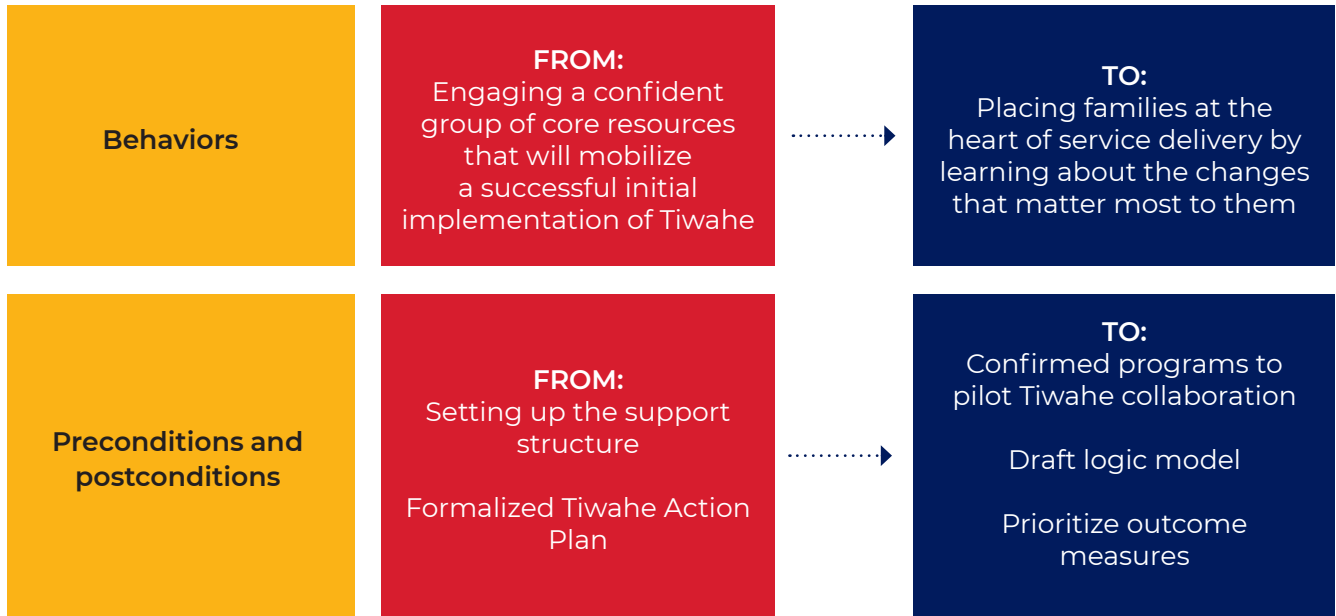 Behaviors
FROM:
Engaging a confident
group of core resources
that will mobilize
a successful initial
implementation of Tiwahe
TO:
Placing families at the
heart of service delivery by
learning about the changes
that matter most to them
Preconditions and
postconditions
FROM:
Setting up the support
structure
Formalized Tiwahe Action
Plan
TO:
Confirmed programs to
pilot Tiwahe collaboration
Draft logic model
Prioritize outcome
measures